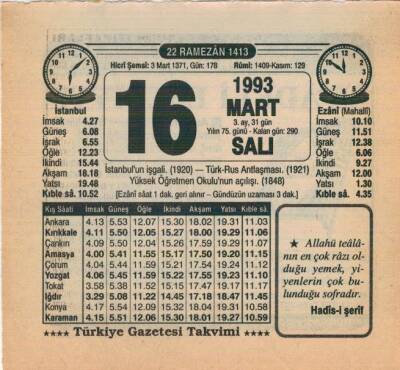 22 RAMEZÂN 1413
Hicrî Şemsî: 3 Mart 1371, Gün: 178
Rûmî: 1409-Kasım: 129
16
1993
MART
3. ay, 31 gün
Yılın 75. günü - Kalan gün: 290
SALI
İstanbul
İmsak 4.27
Güneş 6.08
İşrak 6.55
Öğle 12.23
İkindi 15.44
Akşam 18.18
Yatsı 19.48
Kıble sâ. 10.52
Ezânî (Mahallî)
İmsak 10.10
Güneş 11.51
İşrak 12.38
Öğle 6.06
İkindi 9.27
Akşam 12.00
Yatsı 1.30
Kıble sâ. 4.35
İstanbul'un işgali. (1920) — Türk-Rus Antlaşması. (1921)
Yüksek Öğretmen Okulu'nun açılışı. (1848)
[Ezânî sâat 1 dak. geri alınır – Gündüzün uzaması 3 dak.]
Kış Sâati İmsak Güneş Öğle İkindi Akşam Yatsı Kıble sâ.
Ankara 4.13 5.53 12.07 15.30 18.02 19.31 11.03
Kırıkkale 4.11 5.50 12.05 15.27 18.00 19.29 11.06
Çankırı 4.09 5.50 12.04 15.26 17.59 19.29 11.07
Amasya 4.00 5.41 11.55 15.17 17.50 19.20 11.15
Çorum 4.04 5.44 11.59 15.21 17.54 19.24 11.12
Yozgat 4.06 5.45 11.59 15.22 17.55 19.23 11.10
Tokat 3.58 5.38 11.52 15.15 17.47 19.17 11.17
Iğdır 3.29 5.08 11.22 14.45 17.18 18.47 11.45
Konya 4.17 5.54 12.09 15.32 18.04 19.31 10.58
Karaman 4.15 5.51 12.06 15.30 18.01 19.27 10.59
★ Allahü teâlâ-
nın en çok râzı ol-
duğu yemek, yi-
yenlerin çok bu-
lunduğu sofradır.
Hadîs-i şerîf
★★★★ Türkiye Gazetesi Takvimi ★★★★